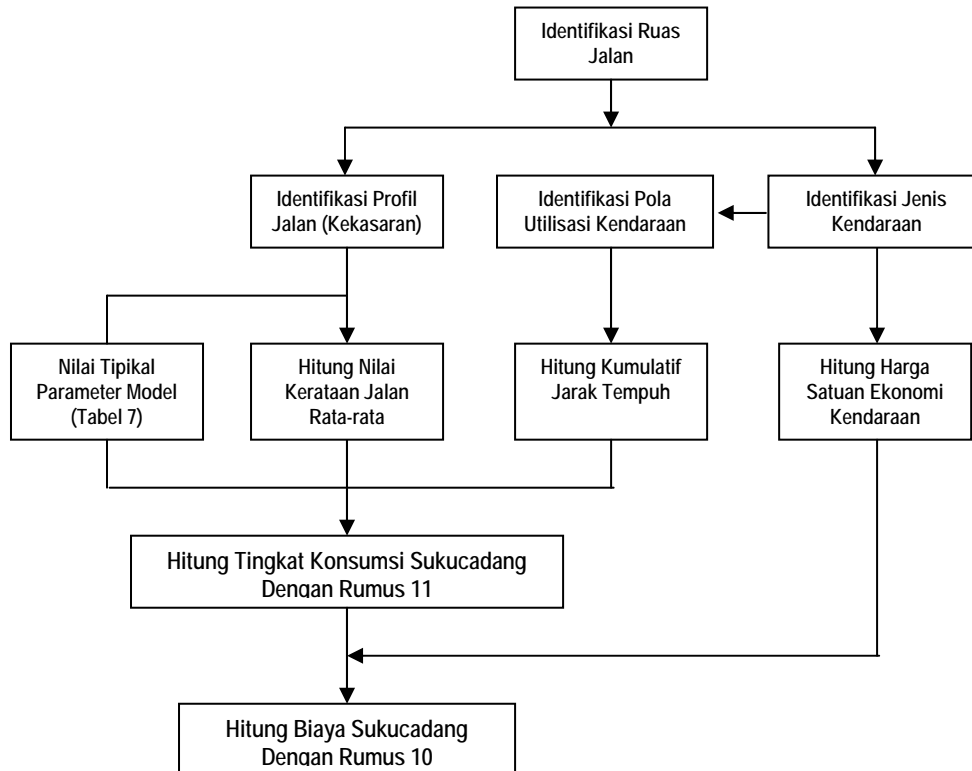 Identifikasi Ruas
Jalan
Identifikasi Profil
Jalan (Kekasaran)
Identifikasi Pola
Utilisasi Kendaraan
Identifikasi Jenis
Kendaraan
Nilai Tipikal
Parameter Model
(Tabel 7)
Hitung Nilai
Kerataan Jalan
Rata-rata
Hitung Kumulatif
Jarak Tempuh
Hitung Harga
Satuan Ekonomi
Kendaraan
Hitung Tingkat Konsumsi Sukucadang
Dengan Rumus 11
Hitung Biaya Sukucadang
Dengan Rumus 10